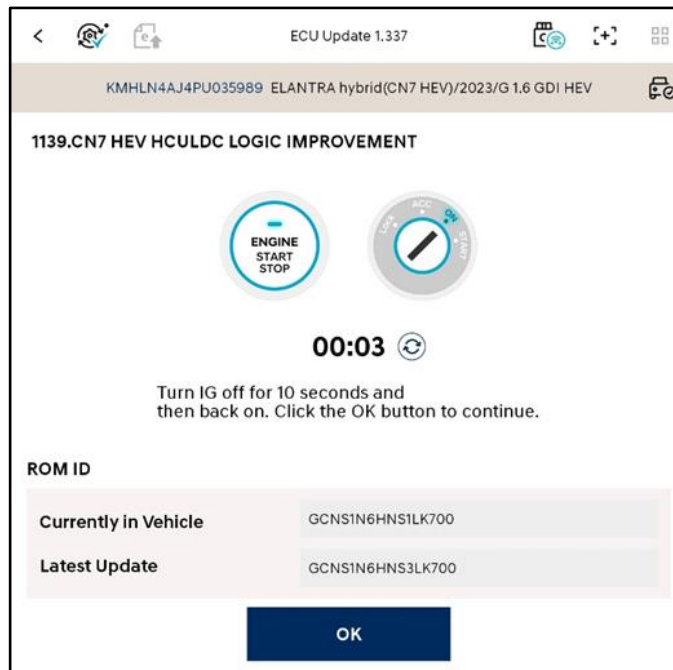 ECU Update 1.337
KMHLN4AJ4PU035989 ELANTRA hybrid(CN7 HEV)/2023/G 1.6 GDI HEV
1139.CN7 HEV HCULDC LOGIC IMPROVEMENT
ENGINE
START
STOP
LOCK
ACC
ON
START
00:03
Turn IG off for 10 seconds and
then back on. Click the OK button to continue.
ROM ID
Currently in Vehicle GCNS1N6HNS1LK700
Latest Update GCNS1N6HNS3LK700
OK